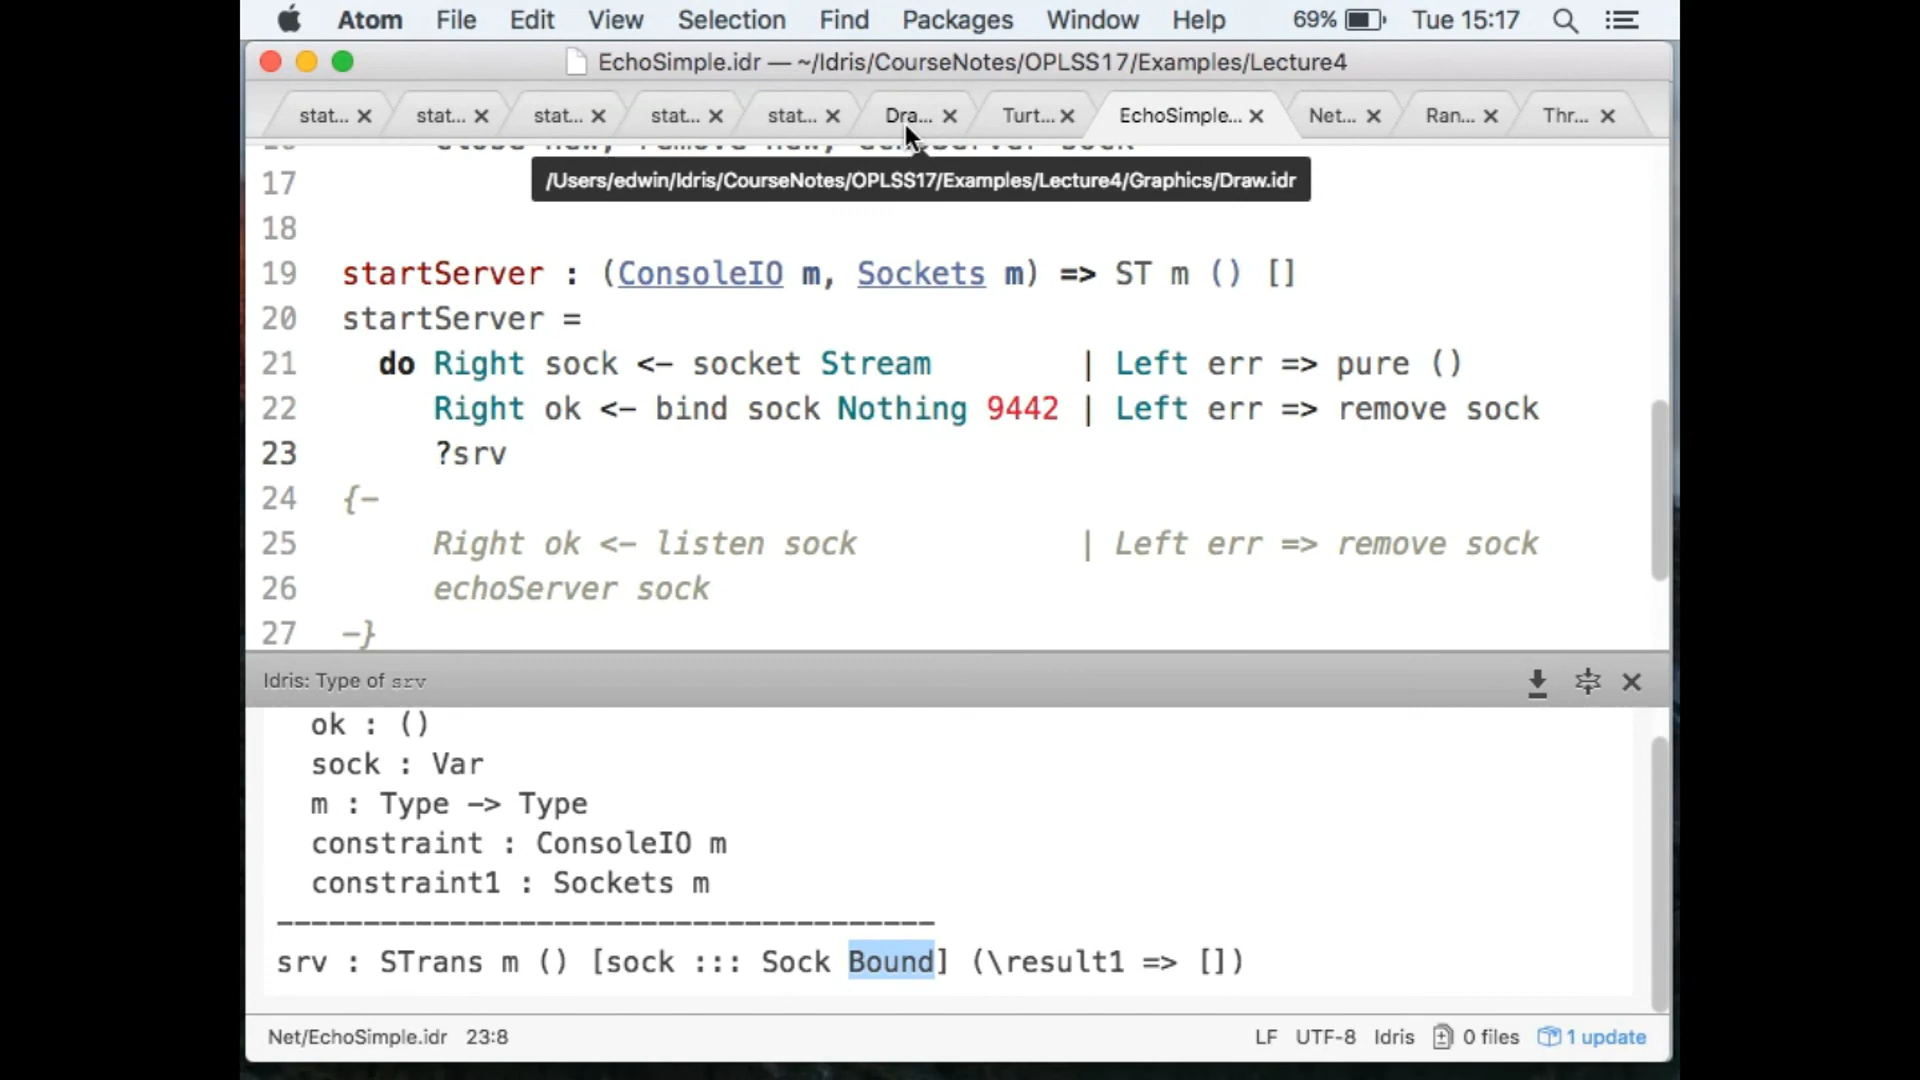 Atom File Edit View Selection Find Packages Window Help 69% Tue 15:17
EchoSimple.idr — ~/Idris/CourseNotes/OPLSS17/Examples/Lecture4
stat... stat... stat... stat... stat... Dra... Turt... EchoSimple... Net... Ran... Thr...
/Users/edwin/Idris/CourseNotes/OPLSS17/Examples/Lecture4/Graphics/Draw.idr
17
18
19 startServer : (ConsoleIO m, Sockets m) => ST m () []
20 startServer =
21 do Right sock <- socket Stream | Left err => pure ()
22 Right ok <- bind sock Nothing 9442 | Left err => remove sock
23 ?srv
24 {-
25 Right ok <- listen sock | Left err => remove sock
26 echoServer sock
27 -}
Idris: Type of srv
ok : ()
sock : Var
m : Type -> Type
constraint : ConsoleIO m
constraint1 : Sockets m
--------------------------------------
srv : STrans m () [sock ::: Sock Bound] (\result1 => [])
Net/EchoSimple.idr 23:8 LF UTF-8 Idris 0 files 1 update